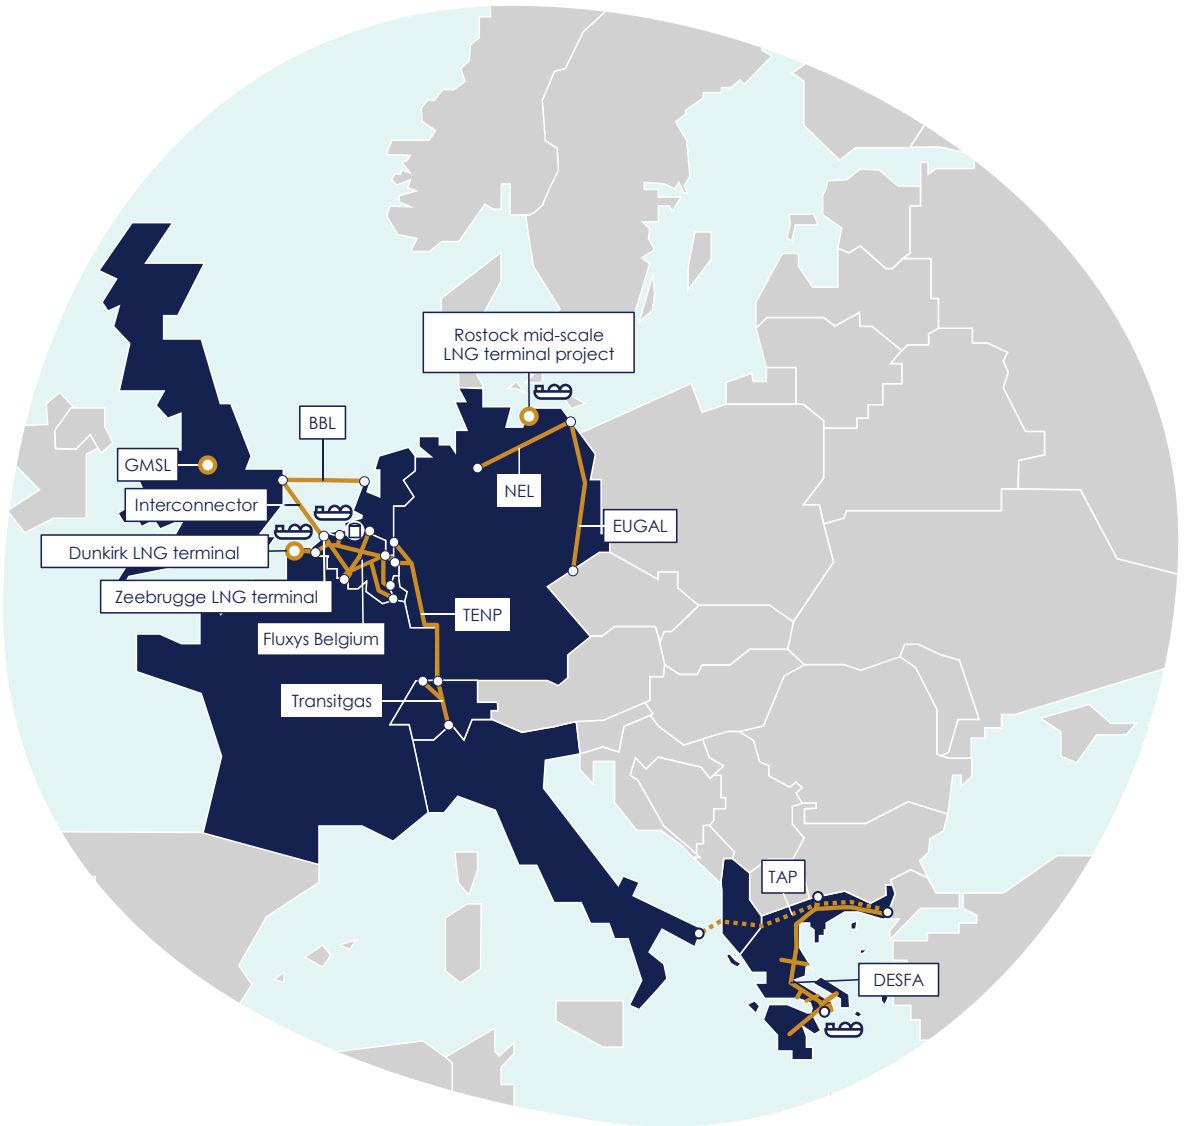 Rostock mid-scale
LNG terminal project
BBL
GMSL
NEL
Interconnector
EUGAL
Dunkirk LNG terminal
Zeebrugge LNG terminal
TENP
Fluxys Belgium
Transitgas
TAP
DESFA